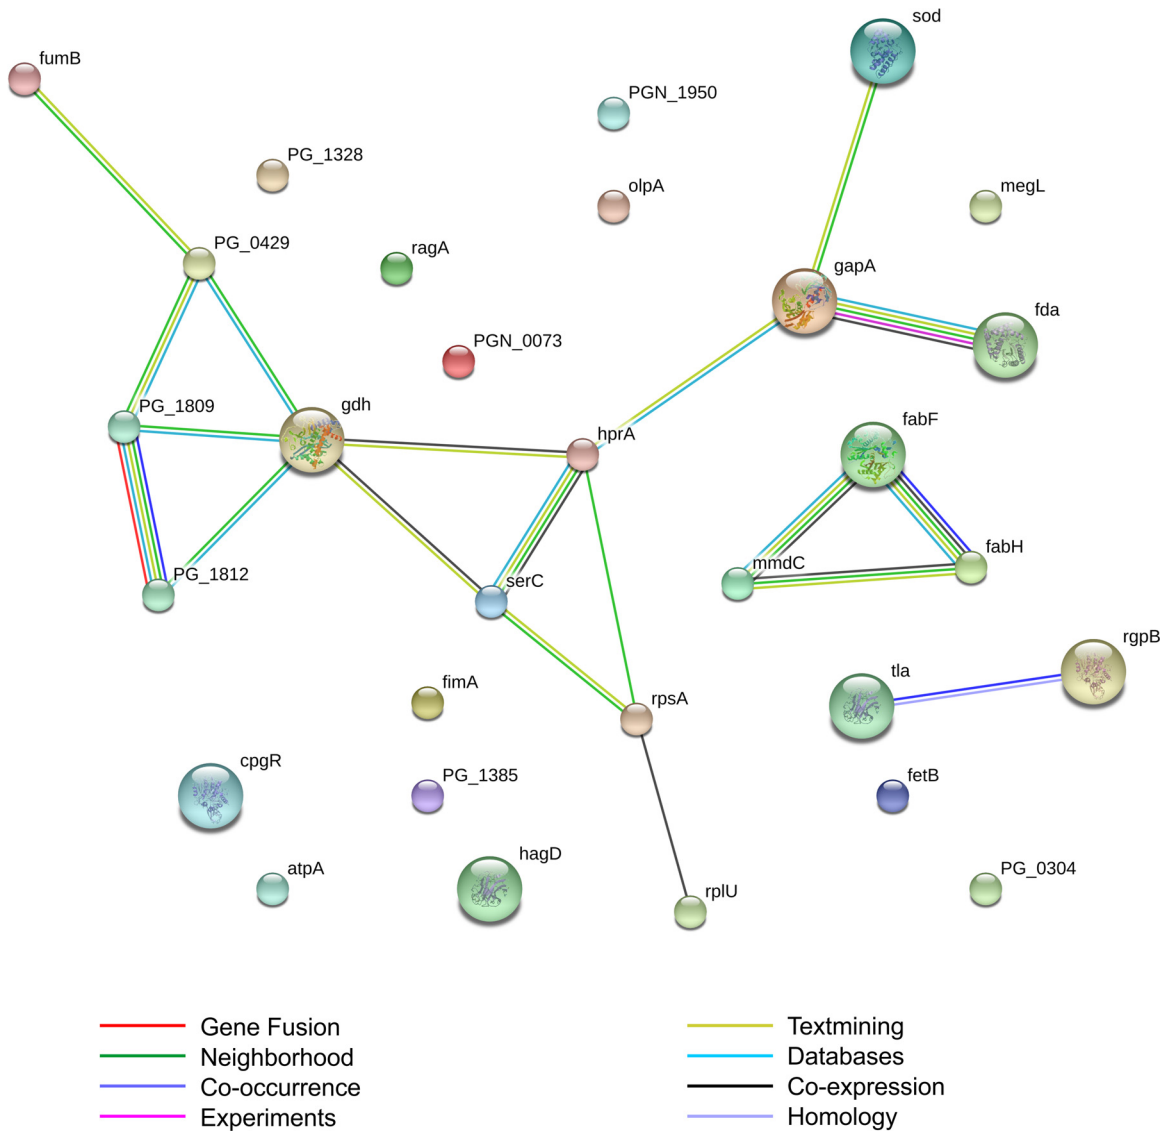 sod
fumB
PGN_1950
PG_1328
olpA
megL
PG_0429
ragA
gapA
fda
PGN_0073
PG_1809
gdh
hprA
fabF
PG_1812
serC
mmdC
fabH
rgpB
tla
fimA
rpsA
cpgR
PG_1385
fetB
atpA
hagD
rplU
PG_0304
Gene Fusion
Neighborhood
Co-occurrence
Experiments
Textmining
Databases
Co-expression
Homology